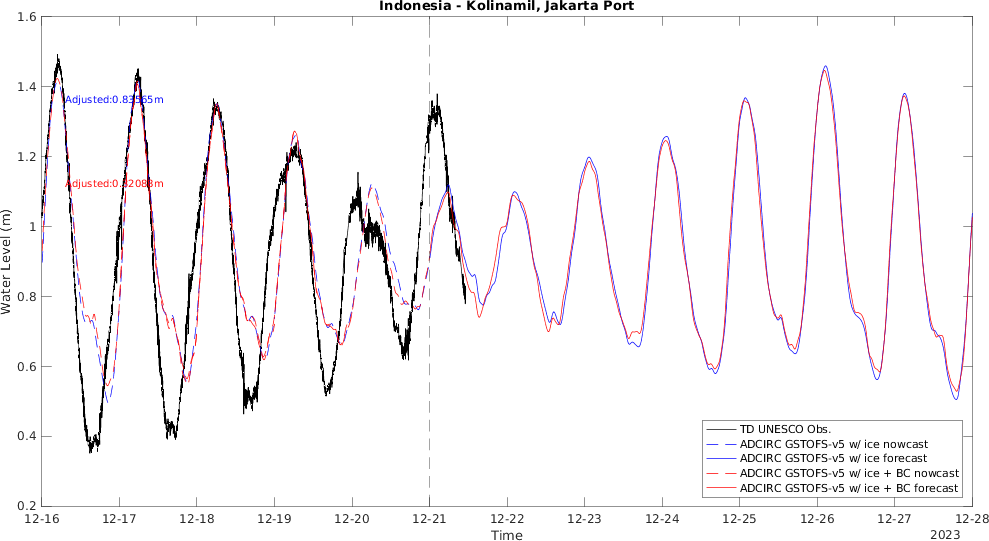 Indonesia - Kolinamil, Jakarta Port
1.6
1.4
1.2
1
0.8
0.6
0.4
0.2
Water Level (m)
Adjusted:0.83565m
Adjusted:0.82083m
TD UNESCO Obs.
ADCIRC GSTOFS-v5 w/ ice nowcast
ADCIRC GSTOFS-v5 w/ ice forecast
ADCIRC GSTOFS-v5 w/ ice + BC nowcast
ADCIRC GSTOFS-v5 w/ ice + BC forecast
12-16 12-17 12-18 12-19 12-20 12-21 12-22 12-23 12-24 12-25 12-26 12-27 12-28
Time
2023